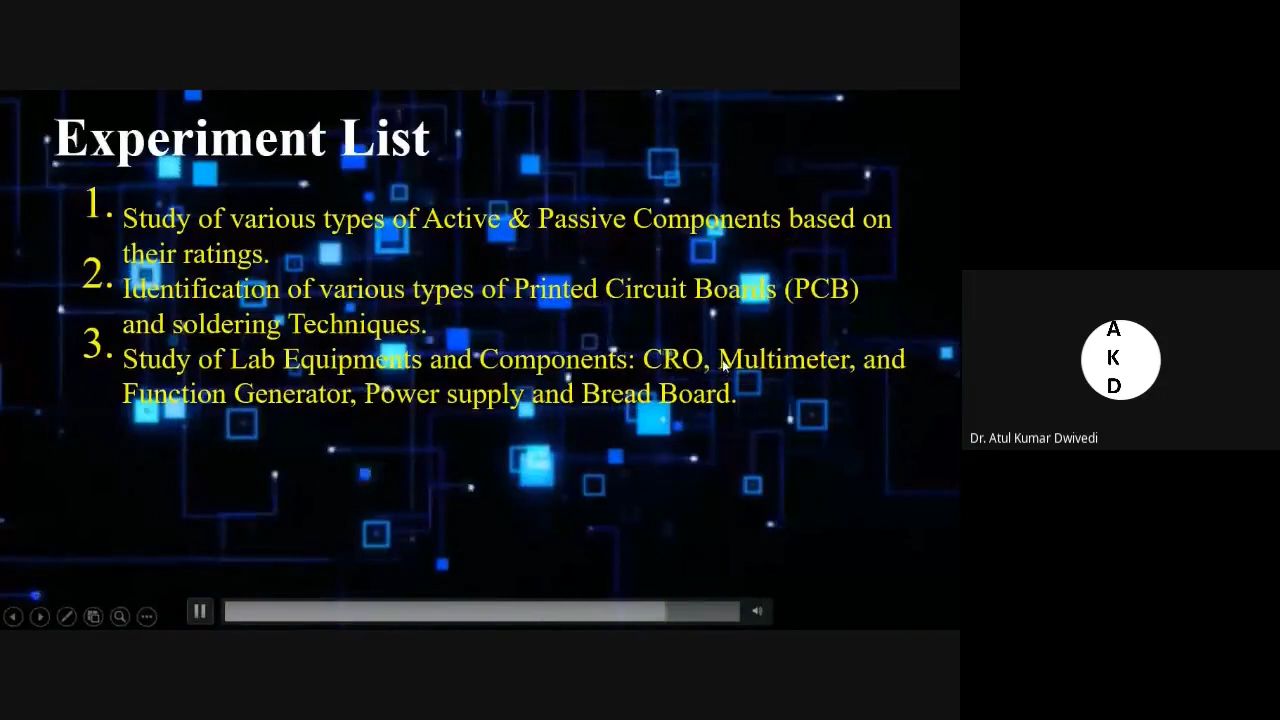 Experiment List
1. Study of various types of Active & Passive Components based on
their ratings.
2. Identification of various types of Printed Circuit Boards (PCB)
and soldering Techniques.
3. Study of Lab Equipments and Components: CRO, Multimeter, and
Function Generator, Power supply and Bread Board.
A
K
D
Dr. Atul Kumar Dwivedi